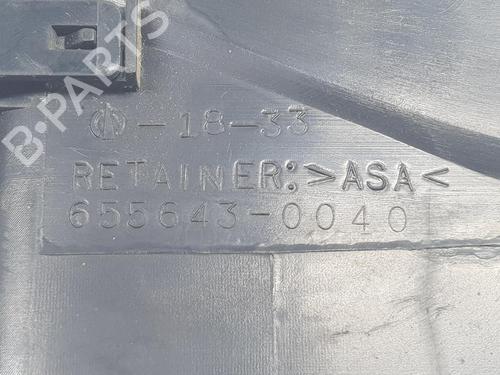 -18-33
RETAINER: >ASA<
655643-0040
B-PARTS